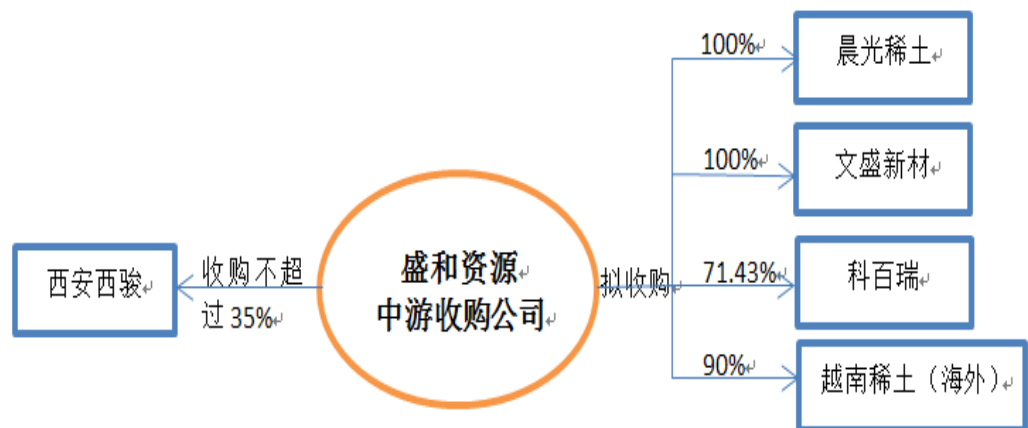 100%
晨光稀土
100%
文盛新材
西安西骏
收购不超
过 35%
盛和资源
中游收购公司
拟收购
71.43%
科百瑞
90%
越南稀土（海外）